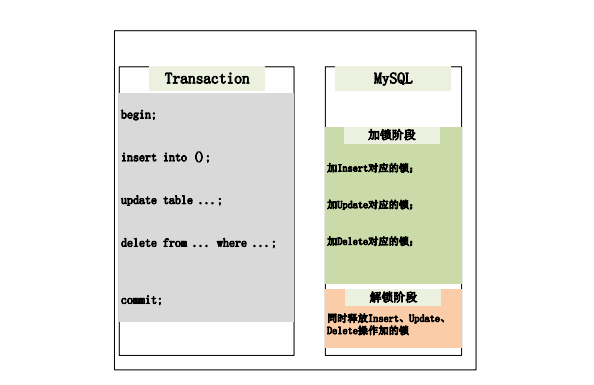 Transaction
begin;
insert into ();
update table ...;
delete from ... where ...;
commit;
MySQL
加锁阶段
加Insert对应的锁;
加Update对应的锁;
加Delete对应的锁;
解锁阶段
同时释放Insert、Update、
Delete操作加的锁